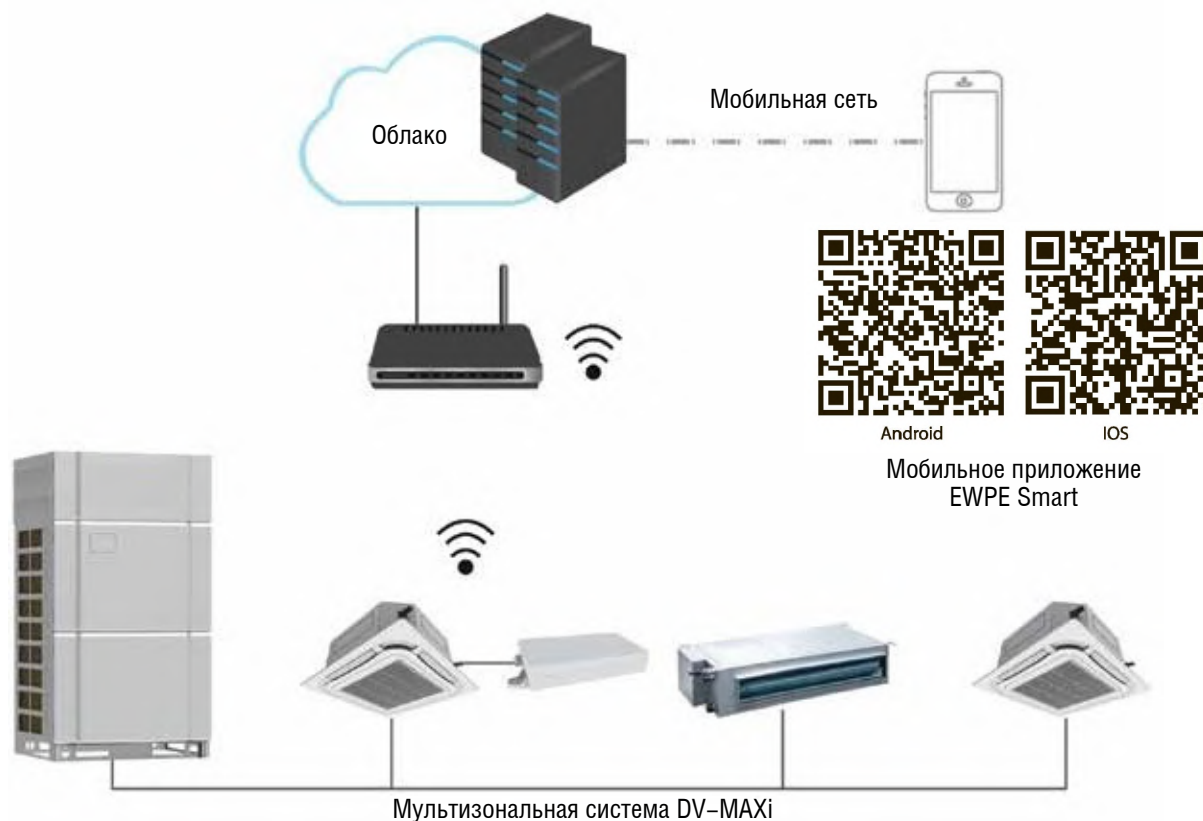 Мобильная сеть
Облако
Android
IOS
Мобильное приложение
EWPE Smart
Мультизональная система DV–MAXi